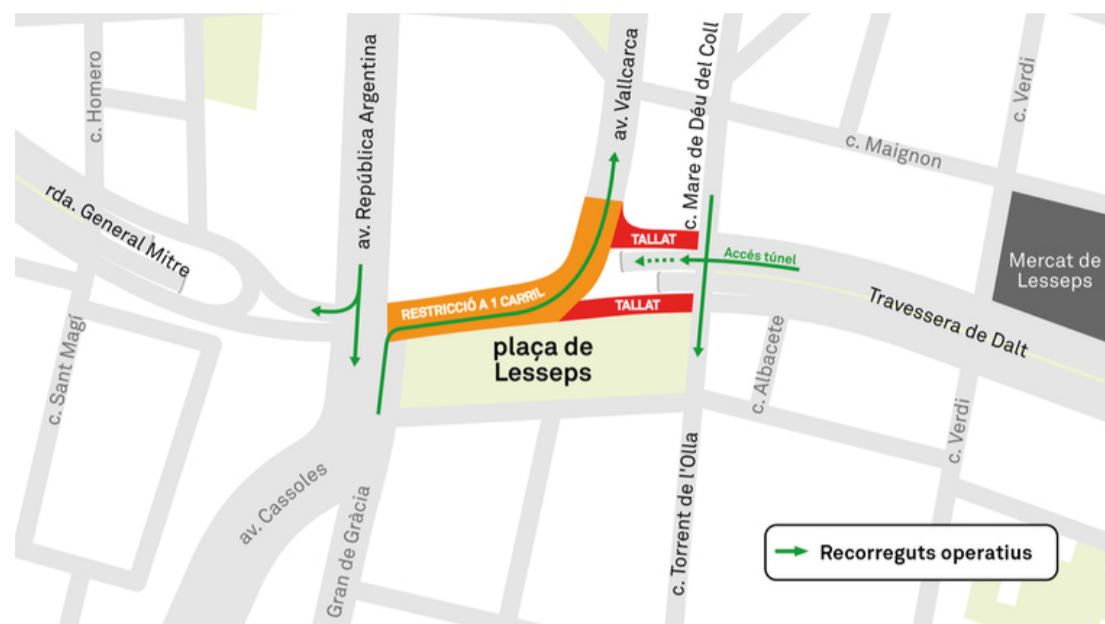 c. Homero
av. República Argentina
av. Vallcarca
c. Mare de Déu del Coll
c. Verdi
c. Maignon
rda. General Mitre
TALLAT
Accés túnel
Mercat de
Lesseps
RESTRICCIÓ A 1 CARRIL
TALLAT
Travessera de Dalt
plaça de
Lesseps
c. Sant Magí
c. Albacete
c. Verdi
av. Cassoles
Gran de Gràcia
c. Torrent de l'Olla
Recorreguts operatius